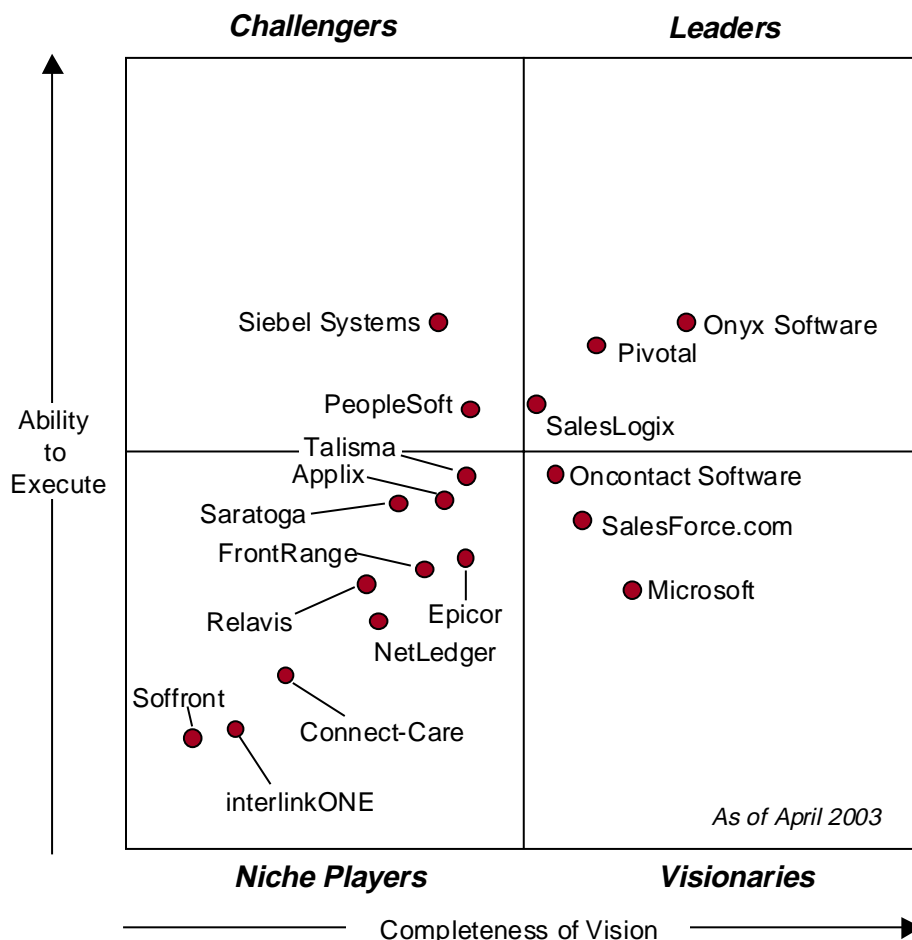 Challengers
Leaders
Siebel Systems
Onyx Software
Pivotal
PeopleSoft
SalesLogix
Ability
to
Execute
Talisma
Applix
Oncontact Software
Saratoga
SalesForce.com
FrontRange
Epicor
Microsoft
Relavis
NetLedger
Soffront
Connect-Care
interlinkONE
As of April 2003
Niche Players
Visionaries
Completeness of Vision